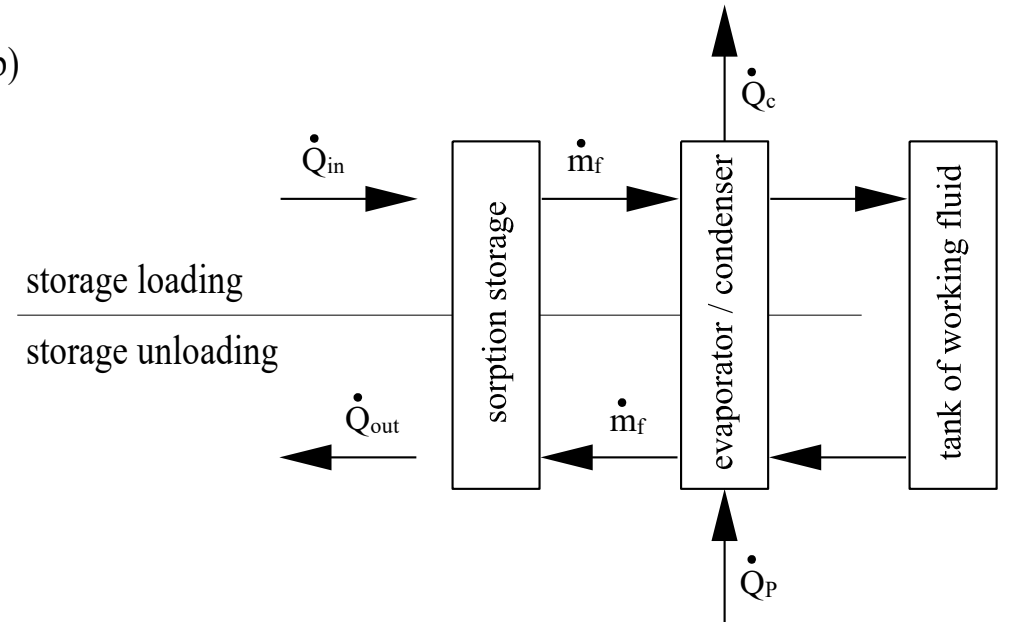 b)
Q̇c
Q̇in
ṁf
storage loading
storage unloading
sorption storage
evaporator / condenser
tank of working fluid
Q̇out
ṁf
Q̇P